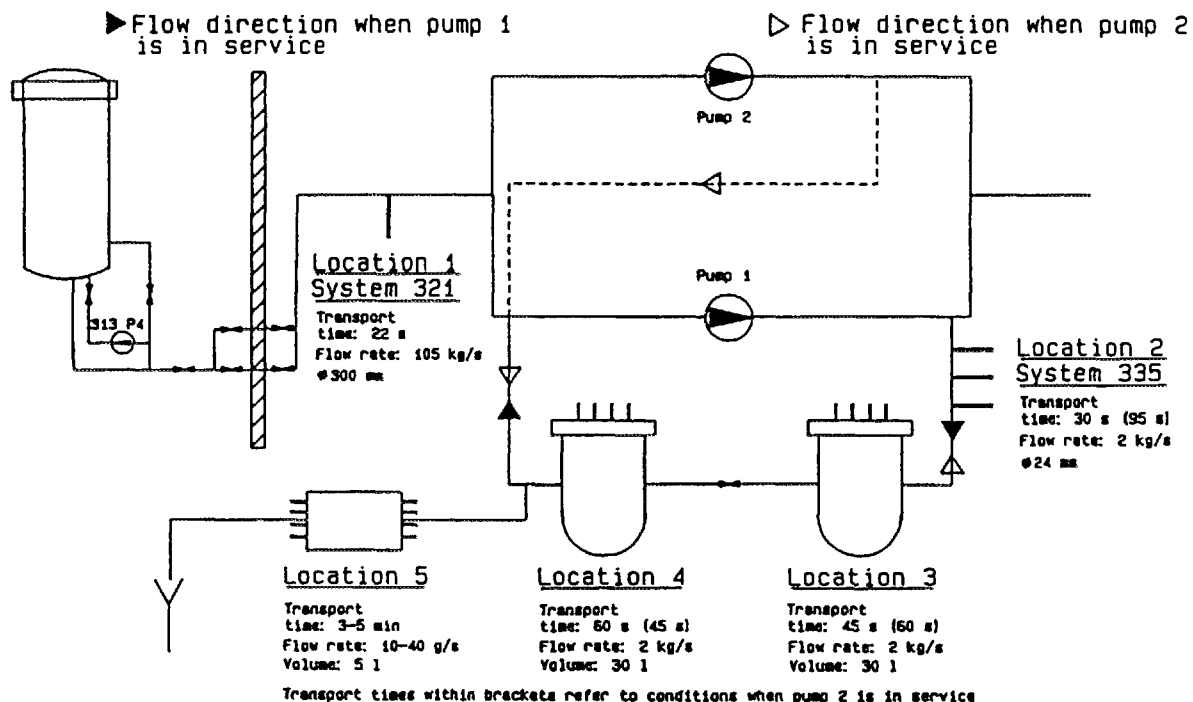 Flow direction when pump 1
is in service
Flow direction when pump 2
is in service
Pump 2
Pump 1
313 P4
Location 1
System 321
Transport
time: 22 s
Flow rate: 105 kg/s
ø300 mm
Location 2
System 335
Transport
time: 30 s (95 s)
Flow rate: 2 kg/s
ø24 mm
Location 5
Transport
time: 3-5 min
Flow rate: 10-40 g/s
Volume: 5 l
Location 4
Transport
time: 60 s (45 s)
Flow rate: 2 kg/s
Volume: 30 l
Location 3
Transport
time: 45 s (60 s)
Flow rate: 2 kg/s
Volume: 30 l
Transport times within brackets refer to conditions when pump 2 is in service